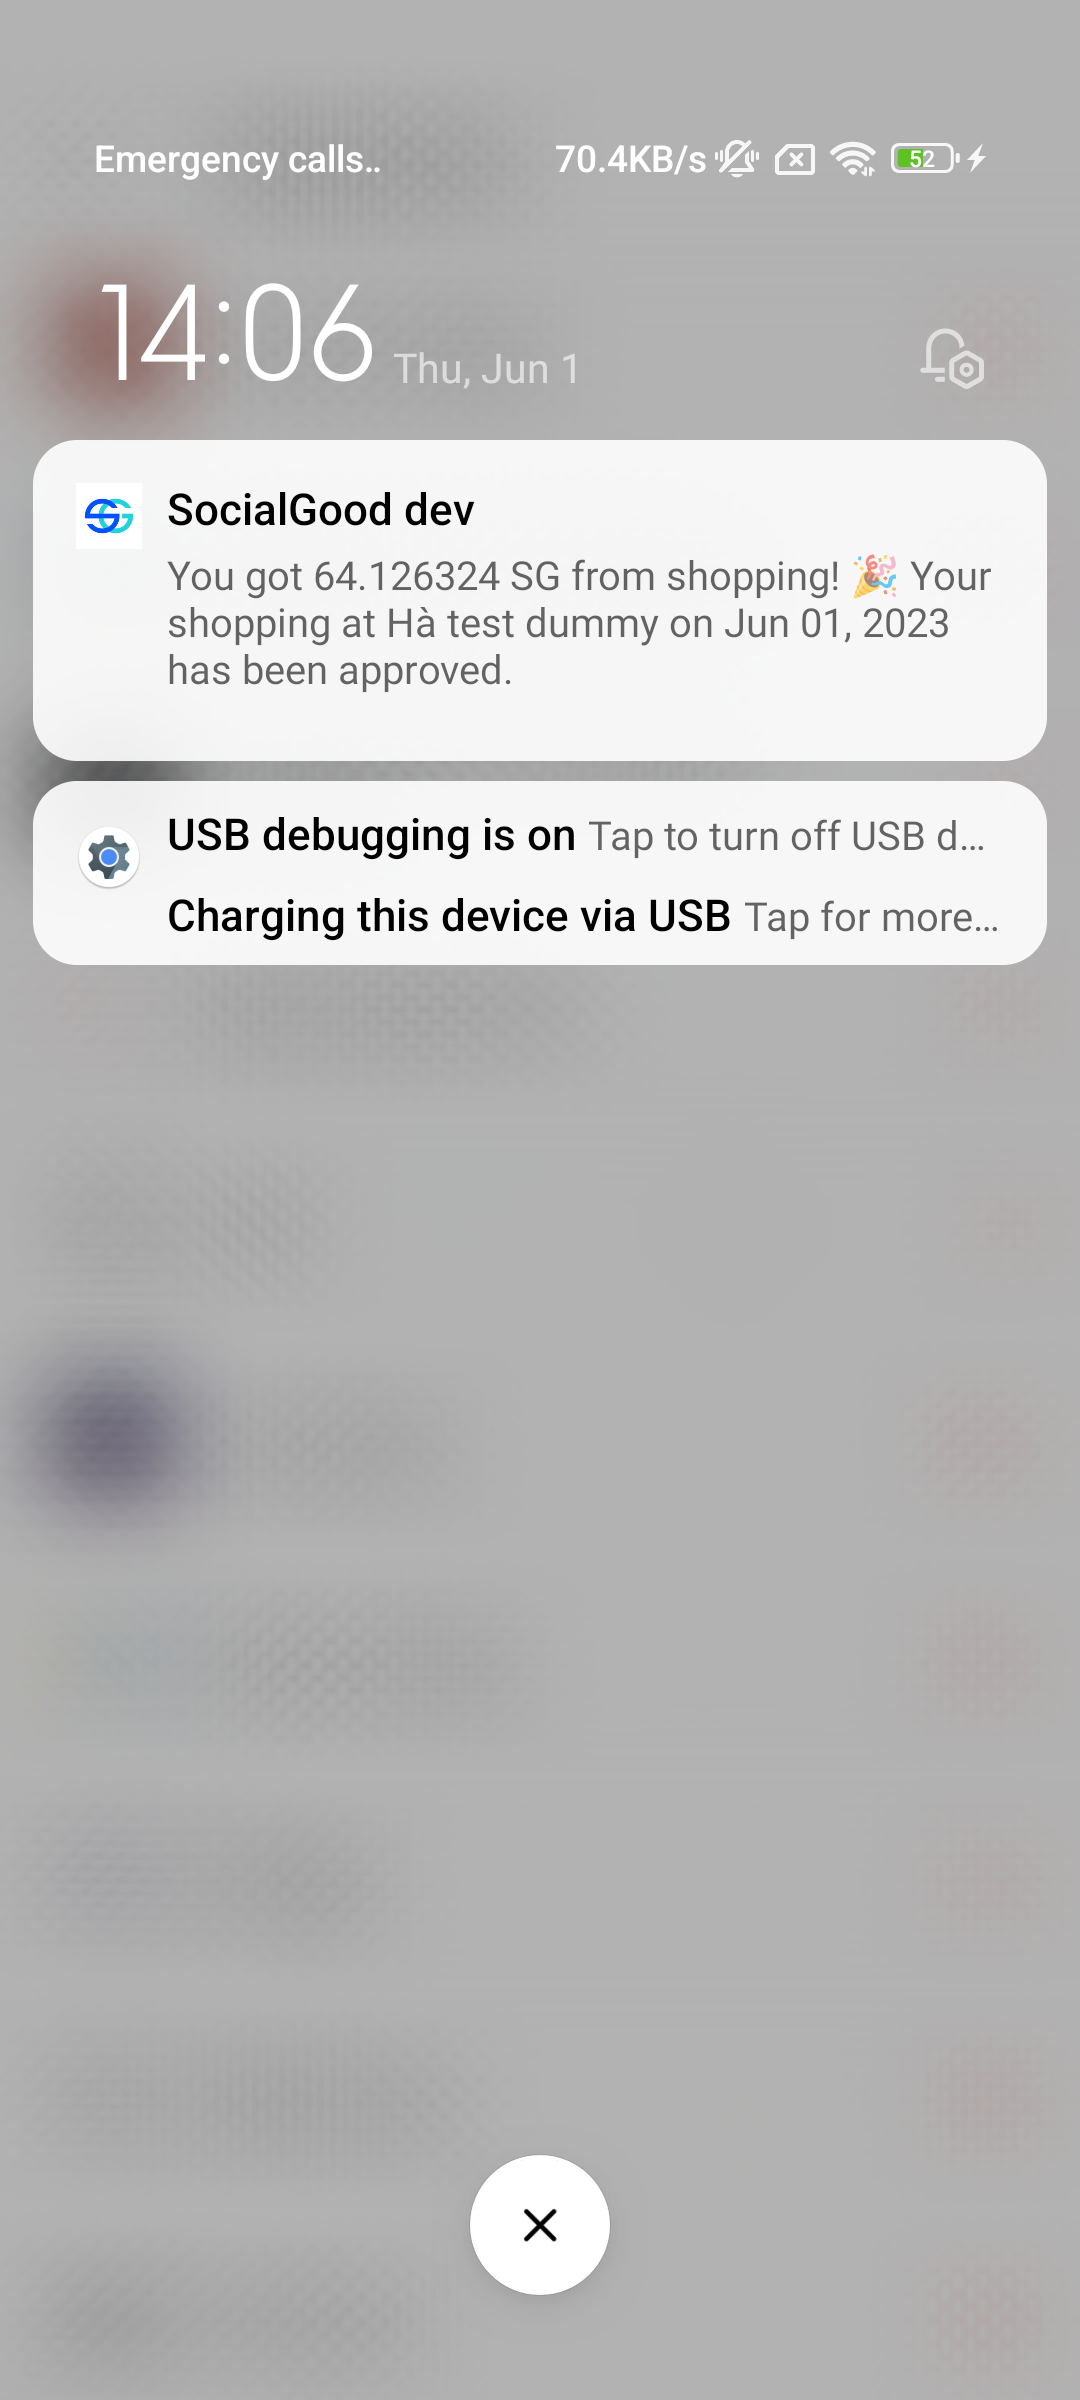 Emergency calls.. 70.4KB/s 52
14:06 Thu, Jun 1
SocialGood dev
You got 64.126324 SG from shopping! 🎉 Your
shopping at Hà test dummy on Jun 01, 2023
has been approved.
USB debugging is on Tap to turn off USB d...
Charging this device via USB Tap for more...